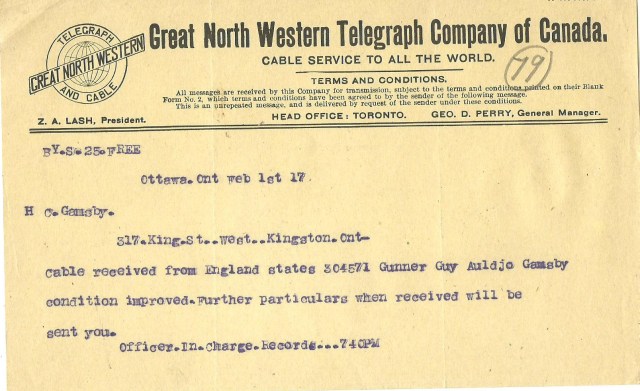 TELEGRAPH
GREAT NORTH WESTERN
AND CABLE
Great North Western Telegraph Company of Canada.
CABLE SERVICE TO ALL THE WORLD.
79
TERMS AND CONDITIONS.
All messages are received by this Company for transmission, subject to the terms and conditions printed on their Blank
Form No. 2, which terms and conditions have been agreed to by the sender of the following message.
This is an unrepeated message, and is delivered by request of the sender under these conditions.
Z. A. LASH, President. HEAD OFFICE: TORONTO. GEO. D. PERRY, General Manager.
BY.S.25.FREE
Ottawa.Ont web 1st 17
H C.Gamsby.
317.King.St..West..Kingston.Ont-
Cable received from England states 304571 Gunner Guy Auldjo Gamsby
condition improved.Further particulars when received will be
sent you.
Officer.In.Charge.Records...740PM